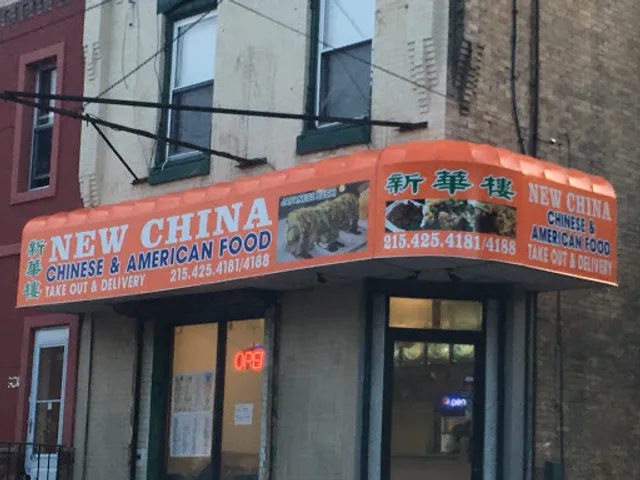 新華樓
NEW CHINA
CHINESE & AMERICAN FOOD
TAKE OUT & DELIVERY 215.425.4181/4188
新華樓
215.425.4181/4188
NEW CHINA
CHINESE &
AMERICAN FOOD
TAKE OUT & DELIVERY
OPEN